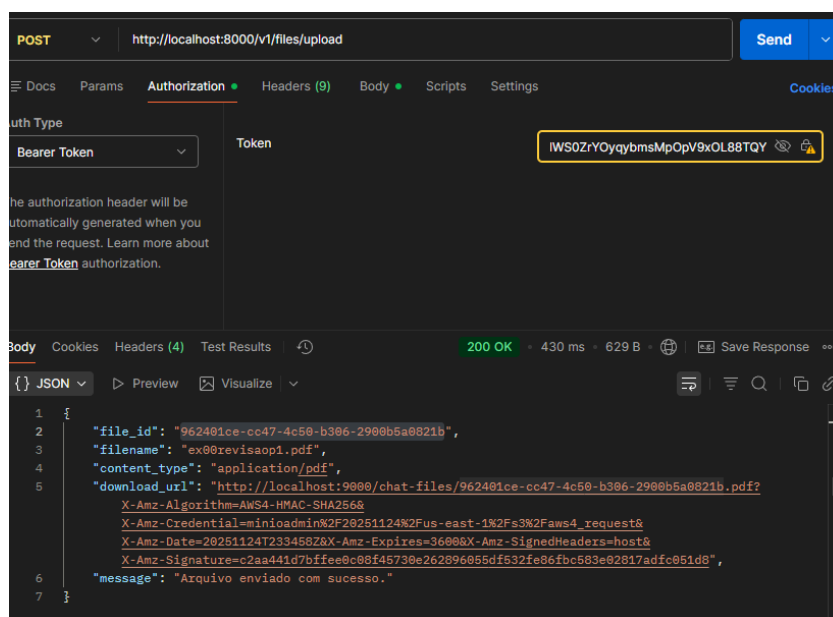 POST http://localhost:8000/v1/files/upload Send
Docs Params Authorization Headers (9) Body Scripts Settings Cookies
uth Type
Bearer Token
Token
IWS0ZrYOyqybmsMpOpV9xOL88TQY
he authorization header will be
utomatically generated when you
end the request. Learn more about
earer Token authorization.
Body Cookies Headers (4) Test Results 200 OK • 430 ms • 629 B • e.g. Save Response
{} JSON Preview Visualize
1 {
2 "file_id": "962401ce-cc47-4c50-b306-2900b5a0821b",
3 "filename": "ex00revisaop1.pdf",
4 "content_type": "application/pdf",
5 "download_url": "http://localhost:9000/chat-files/962401ce-cc47-4c50-b306-2900b5a0821b.pdf?
X-Amz-Algorithm=AWS4-HMAC-SHA256&
X-Amz-Credential=minioadmin%2F20251124%2Fus-east-1%2Fs3%2Faws4_request&
X-Amz-Date=20251124T233458Z&X-Amz-Expires=3600&X-Amz-SignedHeaders=host&
X-Amz-Signature=c2aa441d7bffee0c08f45730e262896055df532fe86fbc583e02817adfc051d8",
6 "message": "Arquivo enviado com sucesso."
7 }